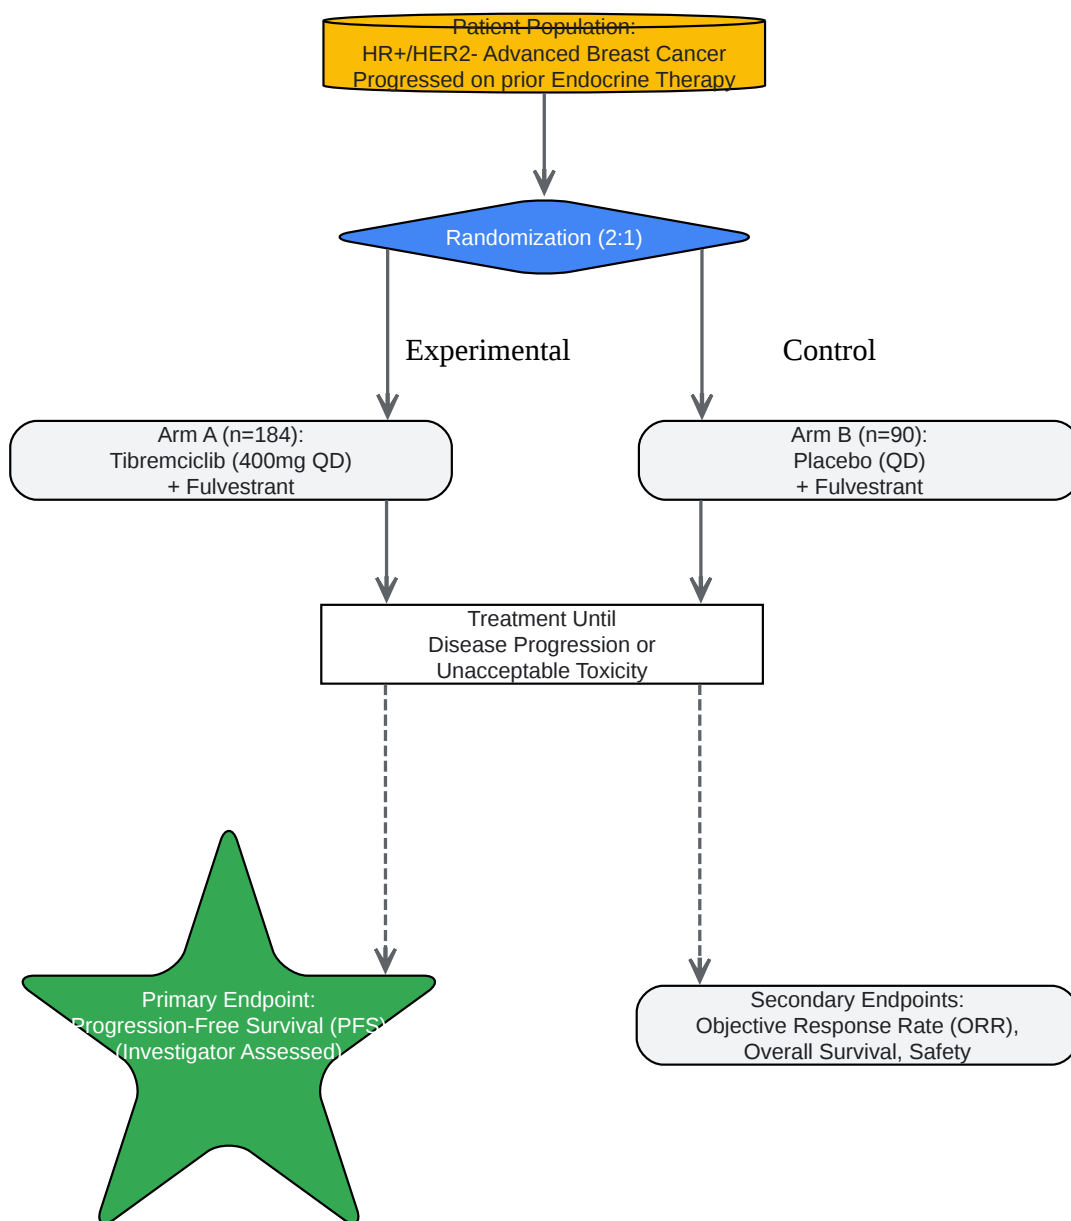 Patient Population:
HR+/HER2- Advanced Breast Cancer
Progressed on prior Endocrine Therapy
Randomization (2:1)
Experimental
Control
Arm A (n=184):
Tibremciclib (400mg QD)
+ Fulvestrant
Arm B (n=90):
Placebo (QD)
+ Fulvestrant
Treatment Until
Disease Progression or
Unacceptable Toxicity
Primary Endpoint:
Progression-Free Survival (PFS)
(Investigator Assessed)
Secondary Endpoints:
Objective Response Rate (ORR),
Overall Survival, Safety